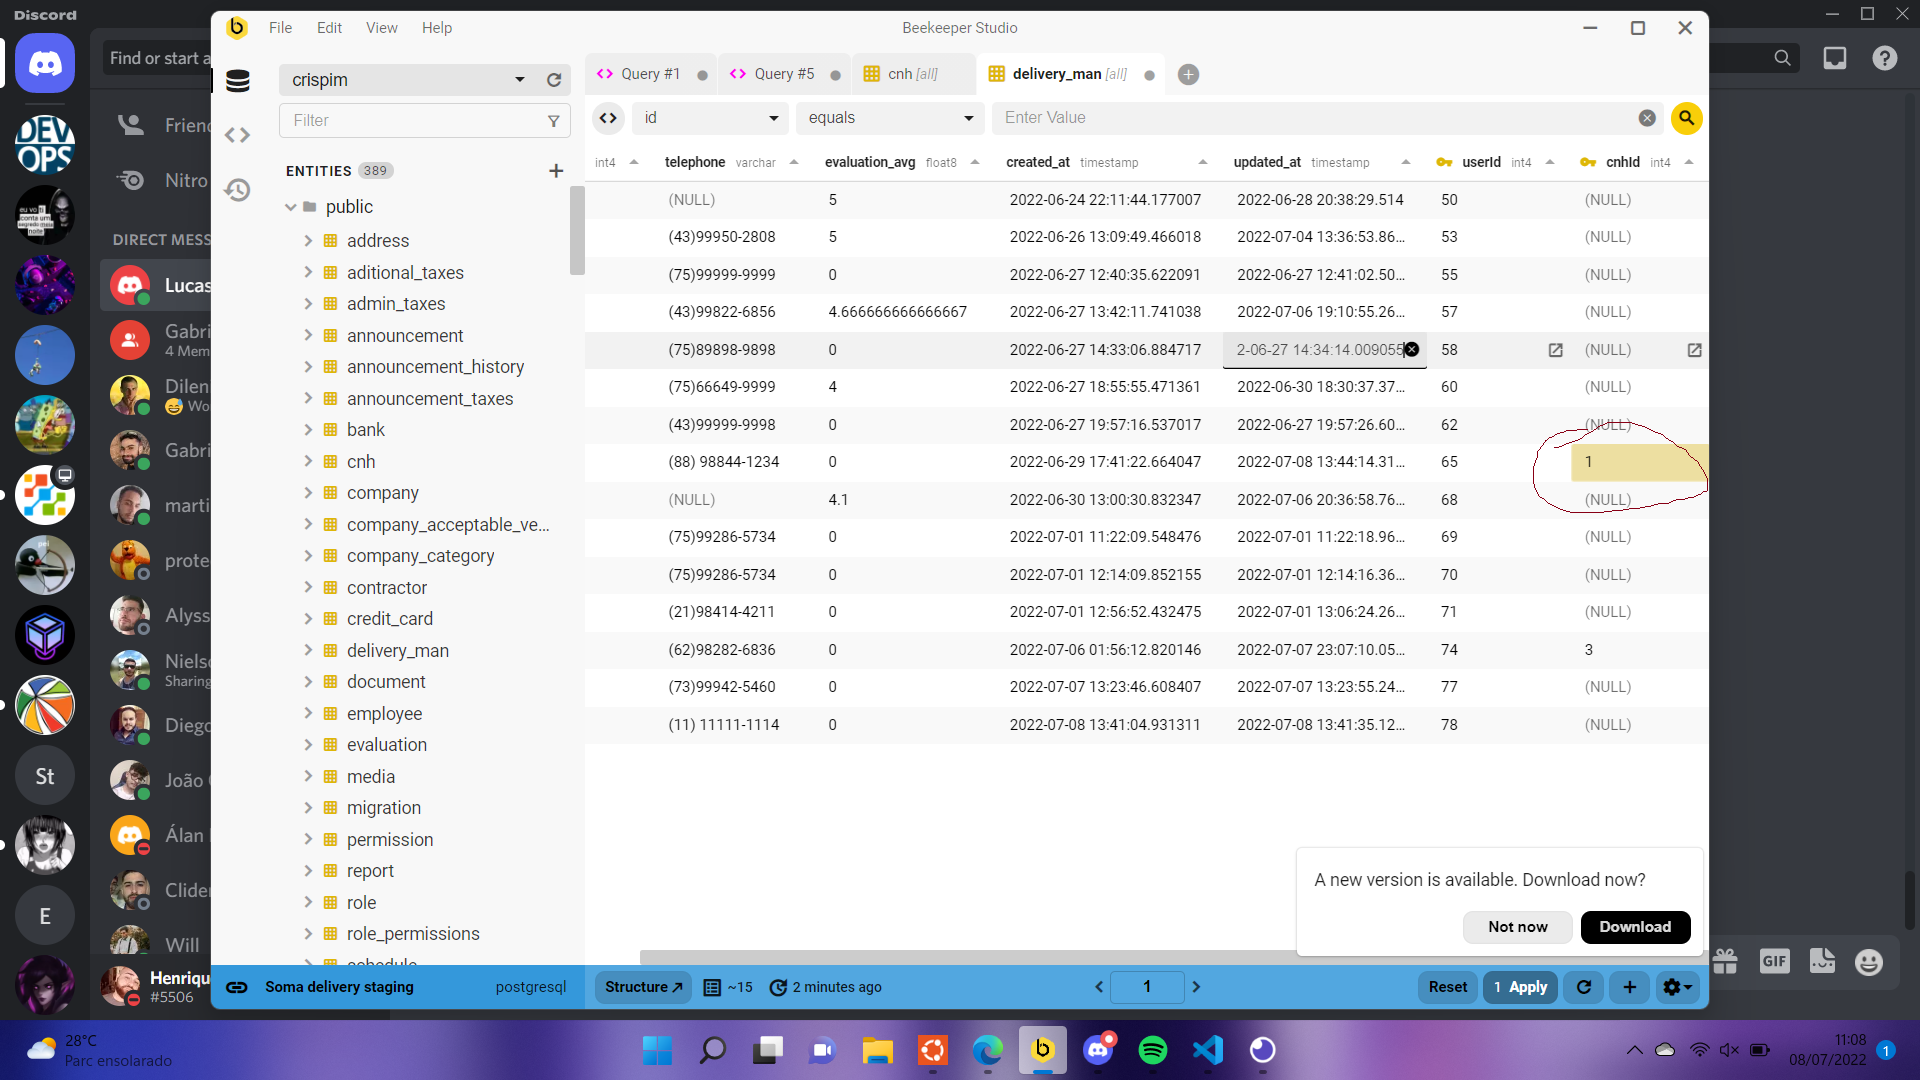 Discord
File Edit View Help
Beekeeper Studio
Find or start a
crispim
Query #1 Query #5 cnh [all] delivery_man [all]
Filter
id equals Enter Value
Frien
ENTITIES 389
int4 telephone varchar evaluation_avg float8 created_at timestamp updated_at timestamp userId int4 cnhId int4
Nitro
public
DIRECT MESS
Lucas
Gabri
4 Mem
Dilen
Wo
Gabri
marti
prote
Alyss
Niels
Sharing
Diego
João
Álan
Clider
Will
Henriqu
#5506
DEV
OPS
eu vo
conta um
segredo meia
noite
pei
St
E
address
aditional_taxes
admin_taxes
announcement
announcement_history
announcement_taxes
bank
cnh
company
company_acceptable_ve...
company_category
contractor
credit_card
delivery_man
document
employee
evaluation
media
migration
permission
report
role
role_permissions
schedule
(NULL) 5 2022-06-24 22:11:44.177007 2022-06-28 20:38:29.514 50 (NULL)
(43)99950-2808 5 2022-06-26 13:09:49.466018 2022-07-04 13:36:53.86... 53 (NULL)
(75)99999-9999 0 2022-06-27 12:40:35.622091 2022-06-27 12:41:02.50... 55 (NULL)
(43)99822-6856 4.666666666666667 2022-06-27 13:42:11.741038 2022-07-06 19:10:55.26... 57 (NULL)
(75)89898-9898 0 2022-06-27 14:33:06.884717 2-06-27 14:34:14.009055 58 (NULL)
(75)66649-9999 4 2022-06-27 18:55:55.471361 2022-06-30 18:30:37.37... 60 (NULL)
(43)99999-9998 0 2022-06-27 19:57:16.537017 2022-06-27 19:57:26.60... 62 (NULL)
(88) 98844-1234 0 2022-06-29 17:41:22.664047 2022-07-08 13:44:14.31... 65 1
(NULL) 4.1 2022-06-30 13:00:30.832347 2022-07-06 20:36:58.76... 68 (NULL)
(75)99286-5734 0 2022-07-01 11:22:09.548476 2022-07-01 11:22:18.96... 69 (NULL)
(75)99286-5734 0 2022-07-01 12:14:09.852155 2022-07-01 12:14:16.36... 70 (NULL)
(21)98414-4211 0 2022-07-01 12:56:52.432475 2022-07-01 13:06:24.26... 71 (NULL)
(62)98282-6836 0 2022-07-06 01:56:12.820146 2022-07-07 23:07:10.05... 74 3
(73)99942-5460 0 2022-07-07 13:23:46.608407 2022-07-07 13:23:55.24... 77 (NULL)
(11) 11111-1114 0 2022-07-08 13:41:04.931311 2022-07-08 13:41:35.12... 78 (NULL)
A new version is available. Download now?
Not now Download
GIF
Soma delivery staging postgresql Structure ~15 2 minutes ago 1 Reset 1 Apply
28°C
Parc ensolarado
11:08
08/07/2022
1